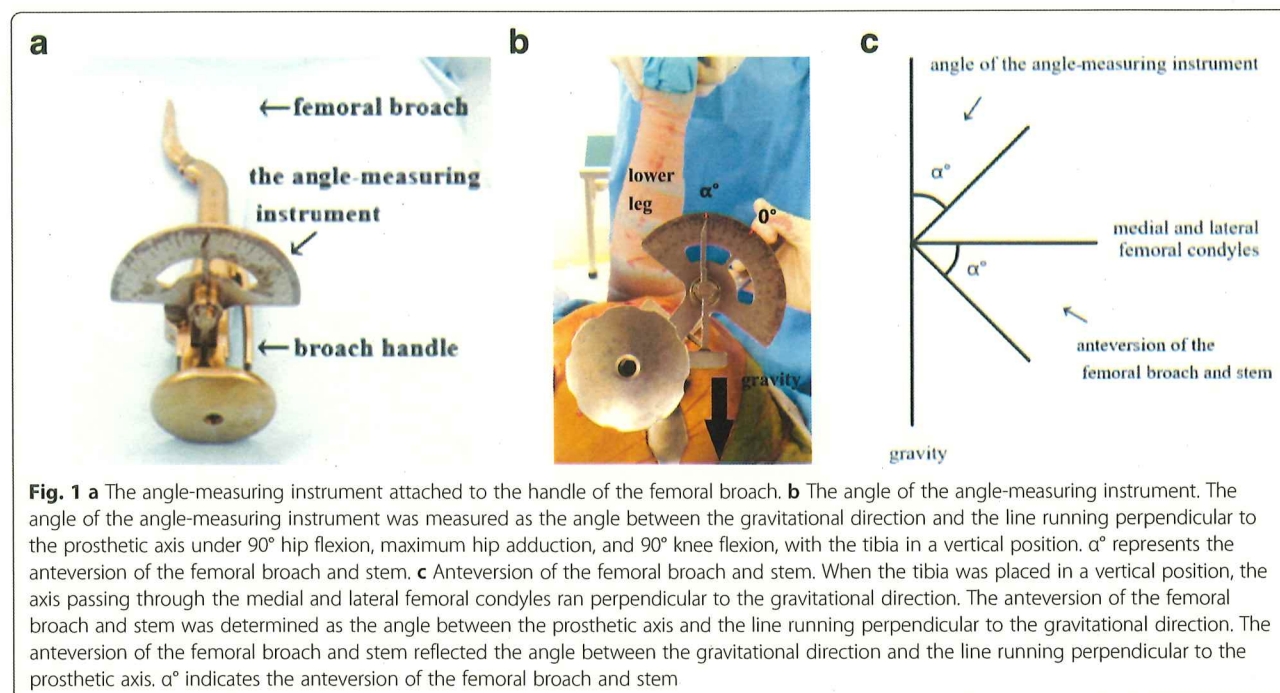 a
←femoral broach
the angle-measuring
instrument
←broach handle
b
lower
leg
α°
0°
gravity
c
angle of the angle-measuring instrument
α°
medial and lateral
femoral condyles
α°
anteversion of the
femoral broach and stem
gravity
Fig. 1 a The angle-measuring instrument attached to the handle of the femoral broach. b The angle of the angle-measuring instrument. The
angle of the angle-measuring instrument was measured as the angle between the gravitational direction and the line running perpendicular to
the prosthetic axis under 90° hip flexion, maximum hip adduction, and 90° knee flexion, with the tibia in a vertical position. α° represents the
anteversion of the femoral broach and stem. c Anteversion of the femoral broach and stem. When the tibia was placed in a vertical position, the
axis passing through the medial and lateral femoral condyles ran perpendicular to the gravitational direction. The anteversion of the femoral
broach and stem was determined as the angle between the prosthetic axis and the line running perpendicular to the gravitational direction. The
anteversion of the femoral broach and stem reflected the angle between the gravitational direction and the line running perpendicular to the
prosthetic axis. α° indicates the anteversion of the femoral broach and stem